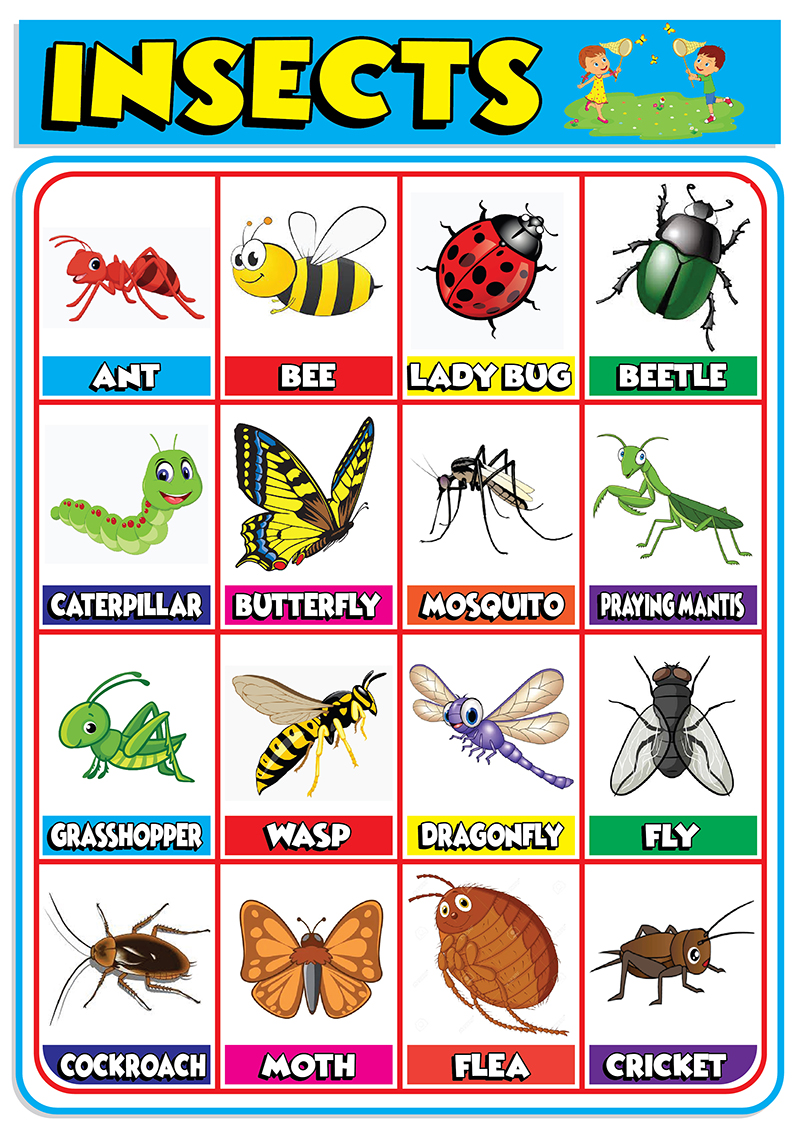 INSECTS
ANT
BEE
LADY BUG
BEETLE
CATERPILLAR
BUTTERFLY
MOSQUITO
PRAYING MANTIS
GRASSHOPPER
WASP
DRAGONFLY
FLY
COCKROACH
MOTH
FLEA
CRICKET